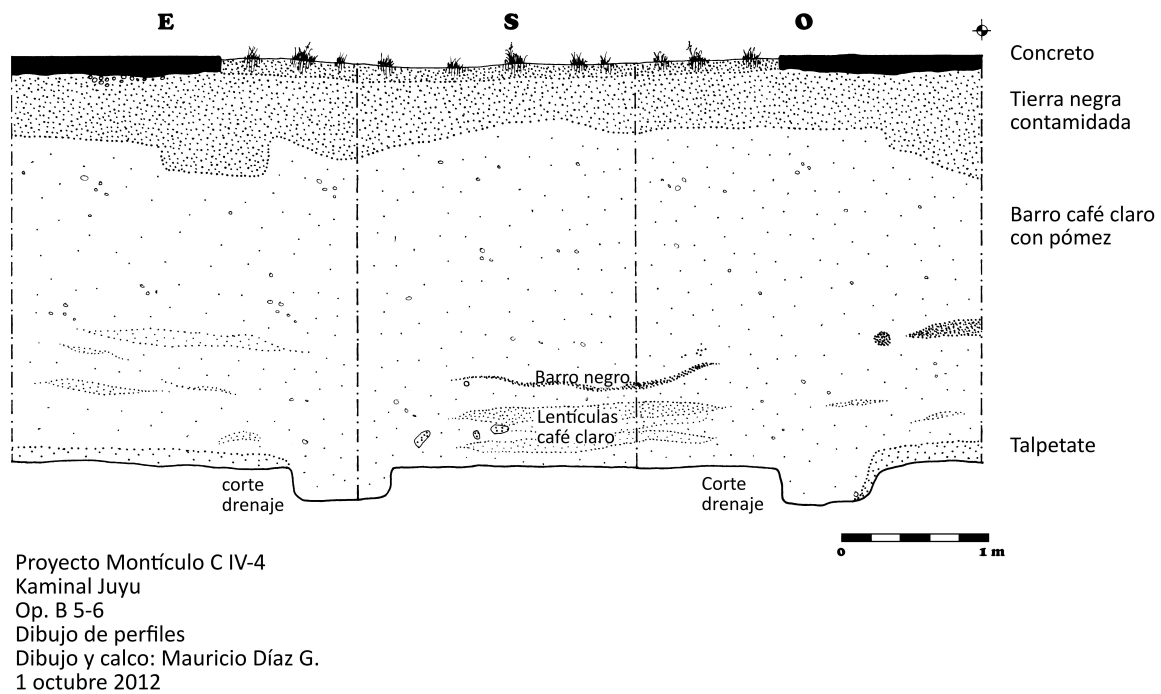 E S O
Concreto
Tierra negra
contamidada
Barro café claro
con pómez
Barro negro
Lentículas
café claro
Talpetate
corte
drenaje
Corte
drenaje
0 1 m
Proyecto Montículo C IV-4
Kaminal Juyu
Op. B 5-6
Dibujo de perfiles
Dibujo y calco: Mauricio Díaz G.
1 octubre 2012